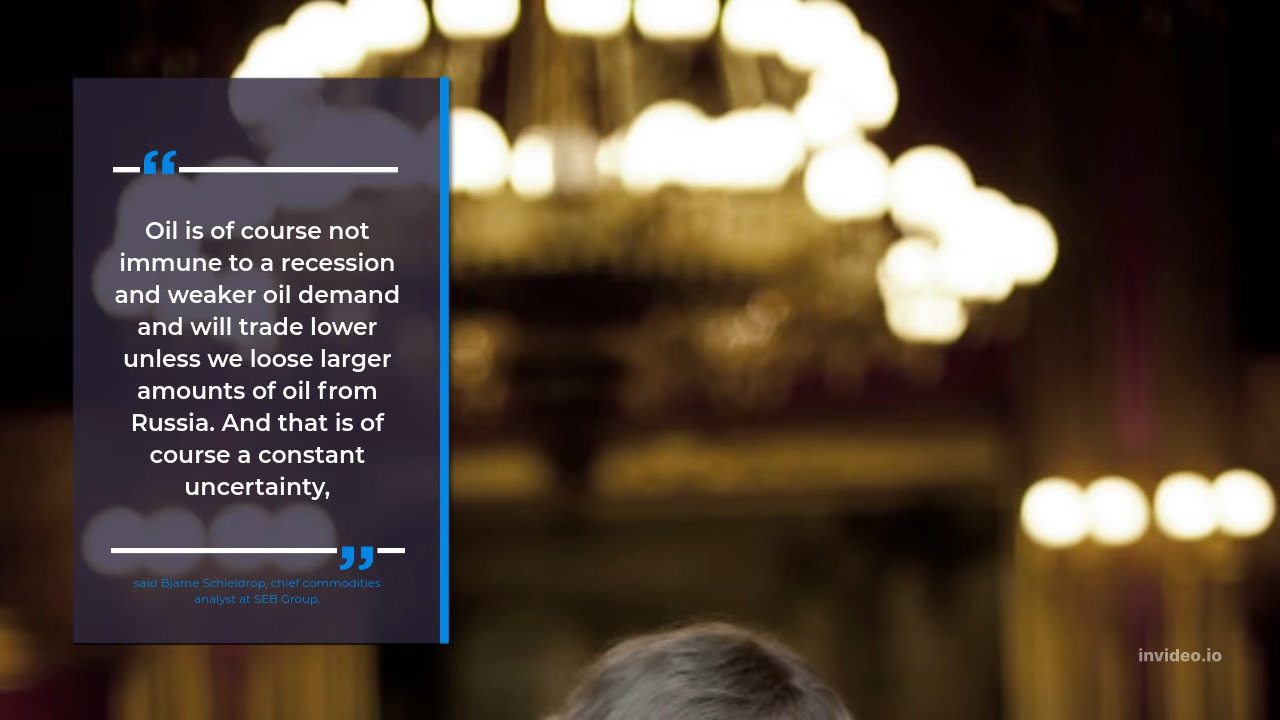 “
Oil is of course not
immune to a recession
and weaker oil demand
and will trade lower
unless we loose larger
amounts of oil from
Russia. And that is of
course a constant
uncertainty,
”
said Bjarne Schieldrop, chief commodities
analyst at SEB Group.
invideo.io